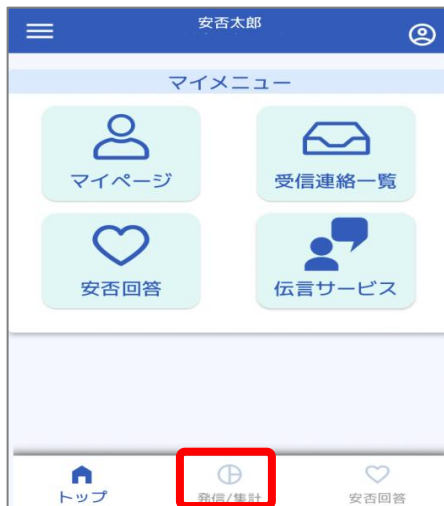 安否太郎
マイメニュー
マイページ
受信連絡一覧
安否回答
伝言サービス
トップ
発信/集計
安否回答